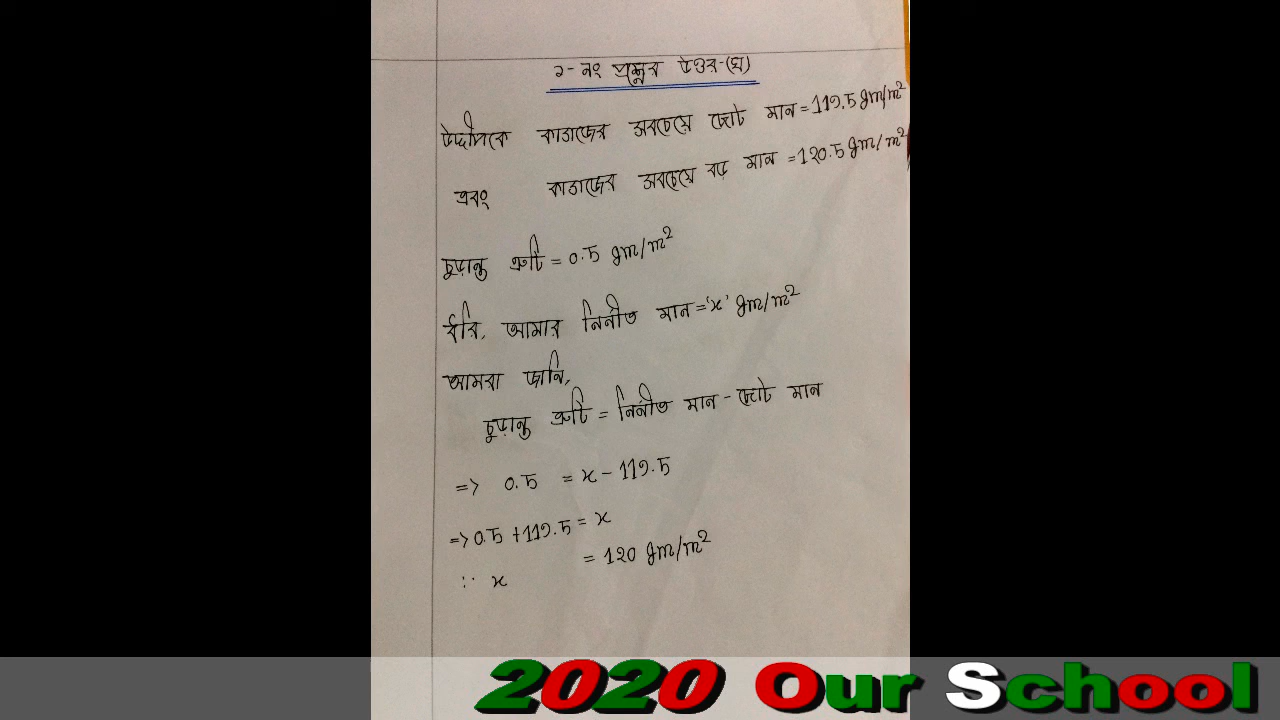 ২- নং প্রশ্নের উত্তর-(ঘ)
উদ্দীপকে কাগজের সবচেয়ে ছোট মান = 119.5 gm/m²
এবং কাগজের সবচেয়ে বড় মান = 120.5 gm/m²
চূড়ান্ত ত্রুটি = 0.5 gm/m²
ধরি, আমার নির্নীত মান = 'x' gm/m²
আমরা জানি,
চূড়ান্ত ত্রুটি = নির্নীত মান - ছোট মান
=> 0.5 = x - 119.5
=> 0.5 + 119.5 = x
∵ x = 120 gm/m²
2020 Our School